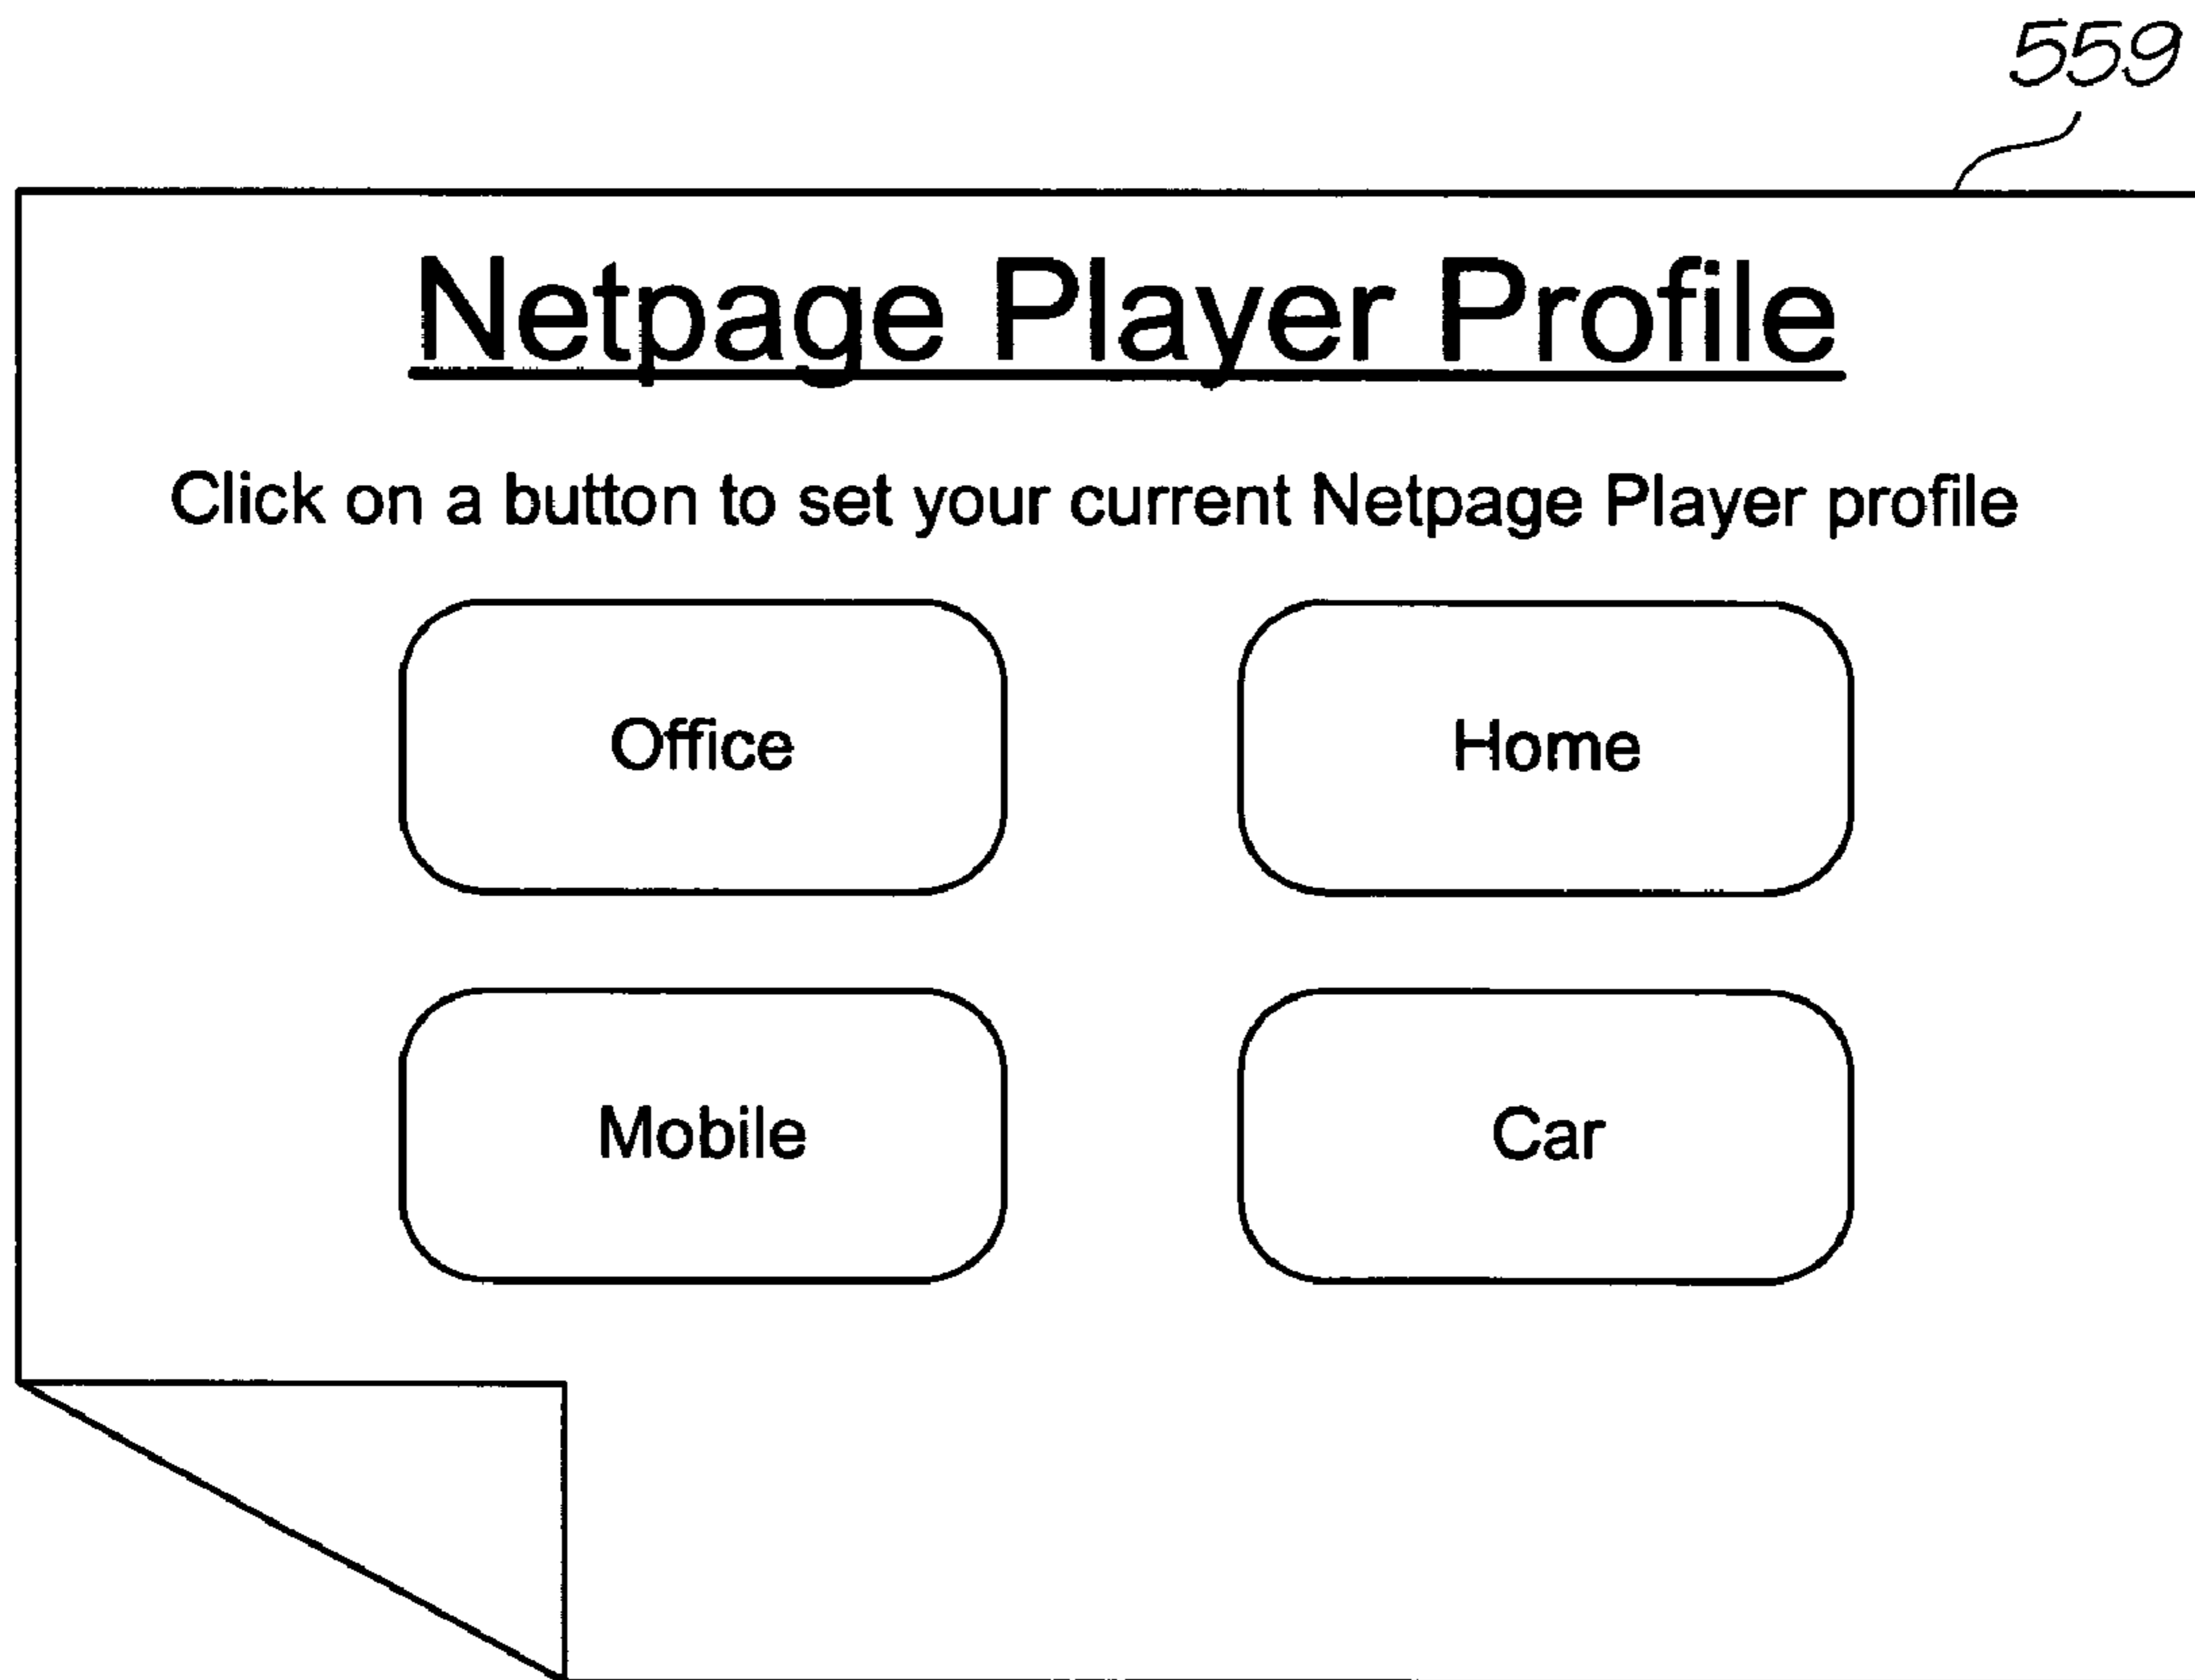 559
Netpage Player Profile
Click on a button to set your current Netpage Player profile
Office
Home
Mobile
Car